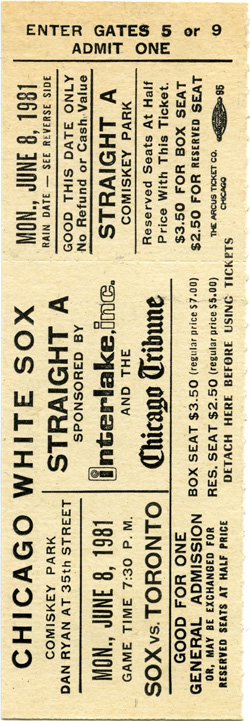 ENTER GATES 5 or 9
ADMIT ONE
MON., JUNE 8, 1981
RAIN DATE — SEE REVERSE SIDE
GOOD THIS DATE ONLY
No Refund or Cash Value
STRAIGHT A
COMISKEY PARK
Reserved Seats At Half
Price With This Ticket.
$3.50 FOR BOX SEAT
$2.50 FOR RESERVED SEAT
THE ARCUS TICKET CO.
CHICAGO
95
CHICAGO WHITE SOX
COMISKEY PARK
DAN RYAN AT 35th STREET
STRAIGHT A
SPONSORED BY
interlake, inc.
AND THE
Chicago Tribune
MON., JUNE 8, 1981
GAME TIME 7:30 P. M.
SOX vs. TORONTO
GOOD FOR ONE
GENERAL ADMISSION
OR, MAY BE EXCHANGED FOR
RESERVED SEATS AT HALF PRICE
BOX SEAT $3.50 (regular price $7.00)
RES. SEAT $2.50 (regular price $5.00)
DETACH HERE BEFORE USING TICKETS